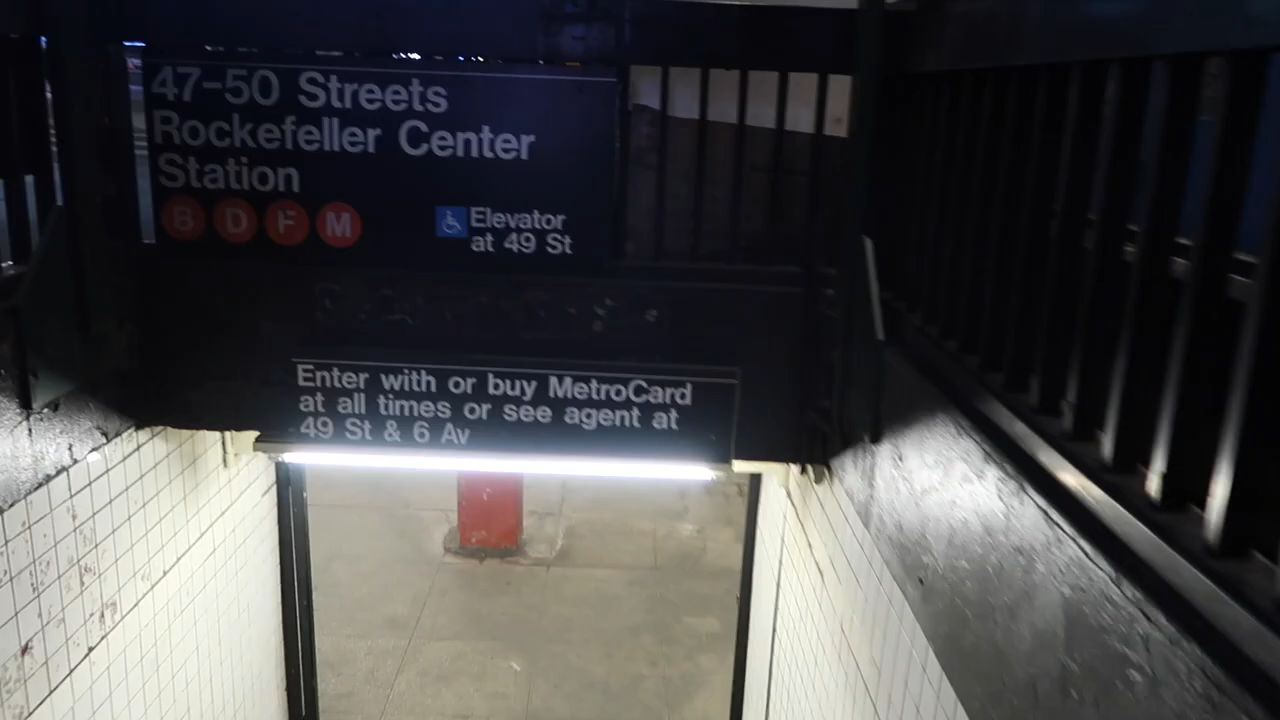 47-50 Streets
Rockefeller Center
Station
B D F M
Elevator
at 49 St
Enter with or buy MetroCard
at all times or see agent at
49 St & 6 Av